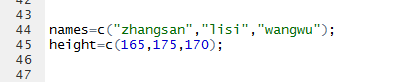 43
44 names=c("zhangsan","lisi","wangwu");
45 height=c(165,175,170);
46
47